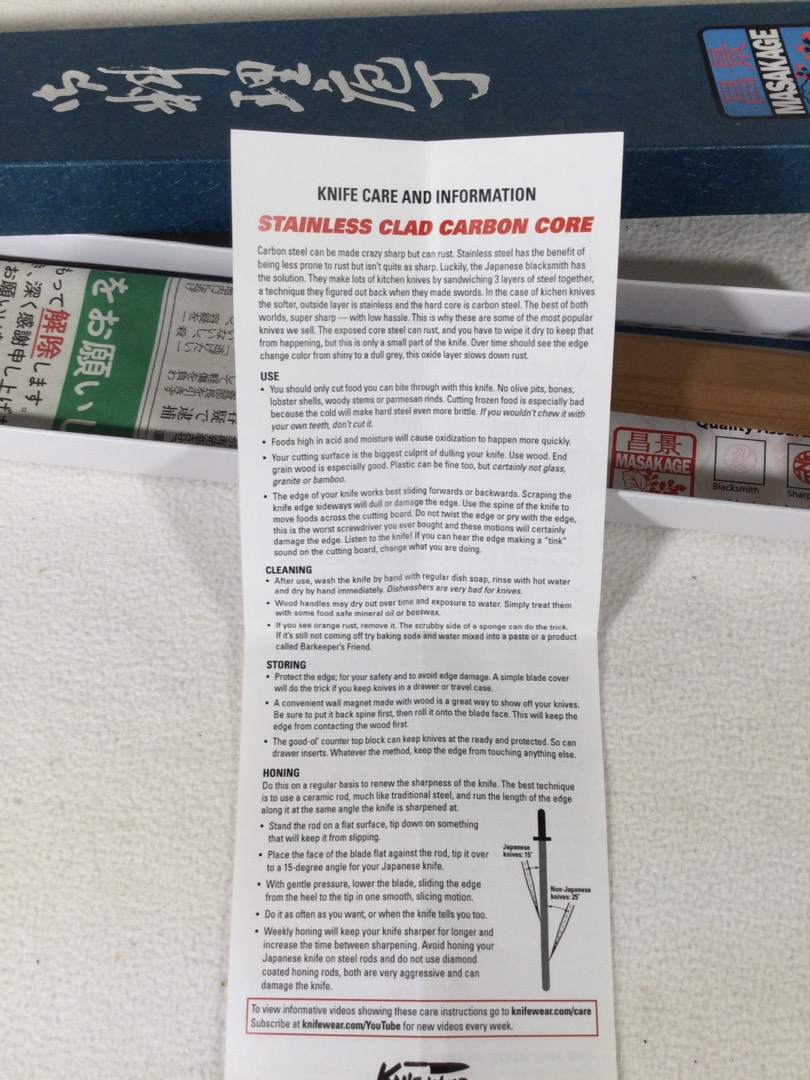 御料理庖丁
昌景
MASAKAGE
KNIFE CARE AND INFORMATION
STAINLESS CLAD CARBON CORE
Carbon steel can be made crazy sharp but can rust. Stainless steel has the benefit of
being less prone to rust but isn't quite as sharp. Luckily, the Japanese blacksmith has
the solution. They make lots of kitchen knives by sandwiching 3 layers of steel together,
a technique they figured out back when they made swords. In the case of kichen knives
the softer, outside layer is stainless and the hard core is carbon steel. The best of both
worlds, super sharp — with low hassle. This is why these are some of the most popular
knives we sell. The exposed core steel can rust, and you have to wipe it dry to keep that
from happening, but this is only a small part of the knife. Over time should see the edge
change color from shiny to a dull grey, this oxide layer slows down rust.
USE
• You should only cut food you can bite through with this knife. No olive pits, bones,
lobster shells, woody stems or parmesan rinds. Cutting frozen food is especially bad
because the cold will make hard steel even more brittle. If you wouldn't chew it with
your own teeth, don't cut it.
• Foods high in acid and moisture will cause oxidization to happen more quickly.
• Your cutting surface is the biggest culprit of dulling your knife. Use wood. End
grain wood is especially good. Plastic can be fine too, but certainly not glass,
granite or bamboo.
• The edge of your knife works best sliding forwards or backwards. Scraping the
knife edge sideways will dull or damage the edge. Use the spine of the knife to
move foods across the cutting board. Do not twist the edge or pry with the edge,
this is the worst screwdriver you ever bought and these motions will certainly
damage the edge. Listen to the knife! If you can hear the edge making a "tink"
sound on the cutting board, change what you are doing.
CLEANING
• After use, wash the knife by hand with regular dish soap, rinse with hot water
and dry by hand immediately. Dishwashers are very bad for knives.
• Wood handles may dry out over time and exposure to water. Simply treat them
with some food safe mineral oil or beeswax.
• If you see orange rust, remove it. The scrubby side of a sponge can do the trick.
If it's still not coming off try baking soda and water mixed into a paste or a product
called Barkeeper's Friend.
STORING
• Protect the edge; for your safety and to avoid edge damage. A simple blade cover
will do the trick if you keep knives in a drawer or travel case.
• A convenient wall magnet made with wood is a great way to show off your knives.
Be sure to put it back spine first, then roll it onto the blade face. This will keep the
edge from contacting the wood first.
• The good-ol' counter top block can keep knives at the ready and protected. So can
drawer inserts. Whatever the method, keep the edge from touching anything else.
HONING
Do this on a regular basis to renew the sharpness of the knife. The best technique
is to use a ceramic rod, much like traditional steel, and run the length of the edge
along it at the same angle the knife is sharpened at.
• Stand the rod on a flat surface, tip down on something
that will keep it from slipping.
• Place the face of the blade flat against the rod, tip it over
to a 15-degree angle for your Japanese knife.
• With gentle pressure, lower the blade, sliding the edge
from the heel to the tip in one smooth, slicing motion.
• Do it as often as you want, or when the knife tells you too.
• Weekly honing will keep your knife sharper for longer and
increase the time between sharpening. Avoid honing your
Japanese knife on steel rods and do not use diamond
coated honing rods, both are very aggressive and can
damage the knife.
Japanese
knives: 15°
Non-Japanese
knives: 25°
To view informative videos showing these care instructions go to knifewear.com/care
Subscribe at knifewear.com/YouTube for new videos every week.
をお願いし
って解除します。
、深く感謝申し上げ
昌景
MASAKAGE
Quality
Blacksmith
Sharp